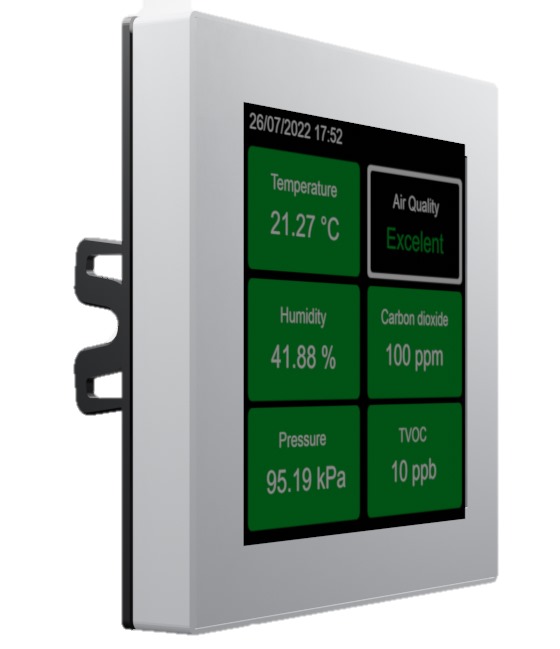 26/07/2022 17:52
Temperature
21.27 °C
Air Quality
Excelent
Humidity
41.88 %
Carbon dioxide
100 ppm
Pressure
95.19 kPa
TVOC
10 ppb